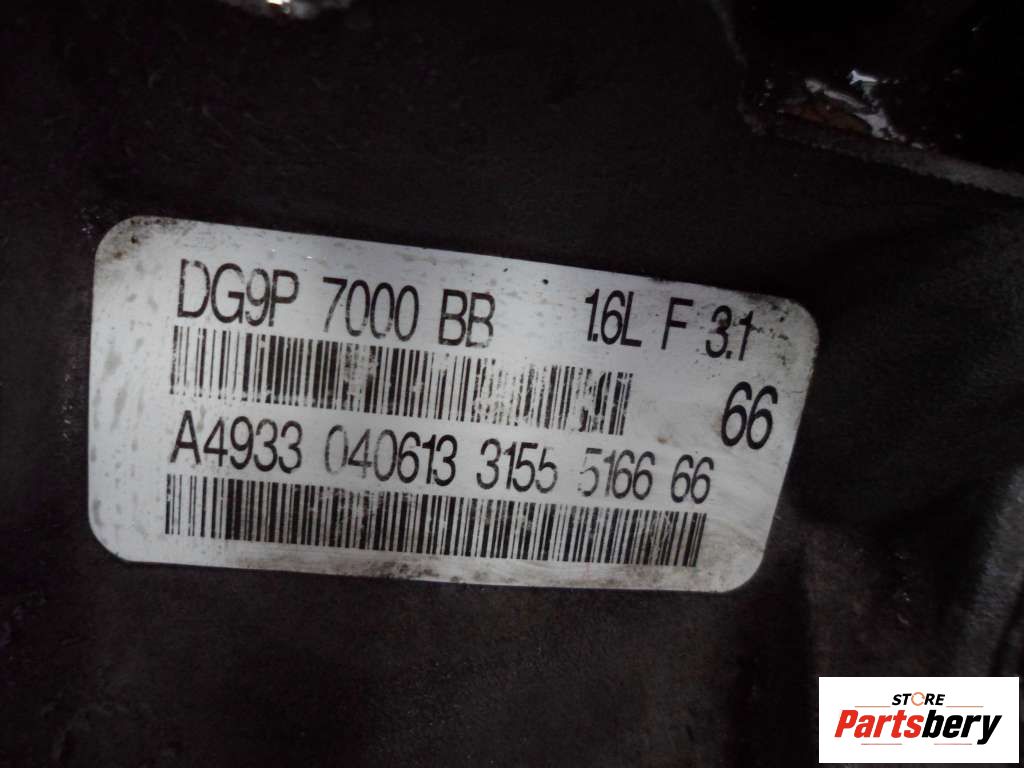 DG9P 7000 BB 1.6L F 3.1
66
A4933 040613 3155 5166 66
STORE
Partsbery